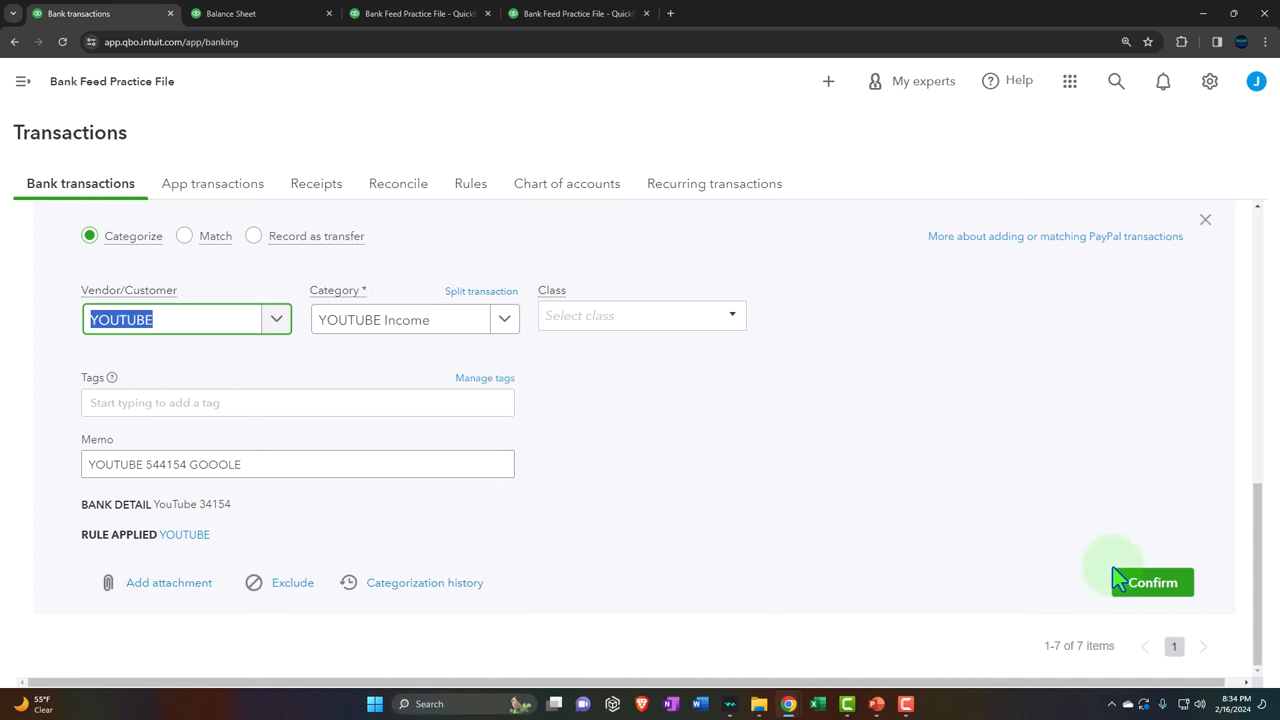 Bank transactions
Balance Sheet
Bank Feed Practice File - QuickB
Bank Feed Practice File - QuickB
app.qbo.intuit.com/app/banking
Bank Feed Practice File
My experts
Help
J
Transactions
Bank transactions
App transactions
Receipts
Reconcile
Rules
Chart of accounts
Recurring transactions
Categorize
Match
Record as transfer
More about adding or matching PayPal transactions
Vendor/Customer
Category *
Split transaction
Class
YOUTUBE
YOUTUBE Income
Select class
Tags
Manage tags
Start typing to add a tag
Memo
YOUTUBE 544154 GOOOLE
BANK DETAIL YouTube 34154
RULE APPLIED YOUTUBE
Add attachment
Exclude
Categorization history
Confirm
1-7 of 7 items
1
55°F
Clear
Search
8:34 PM
2/16/2024